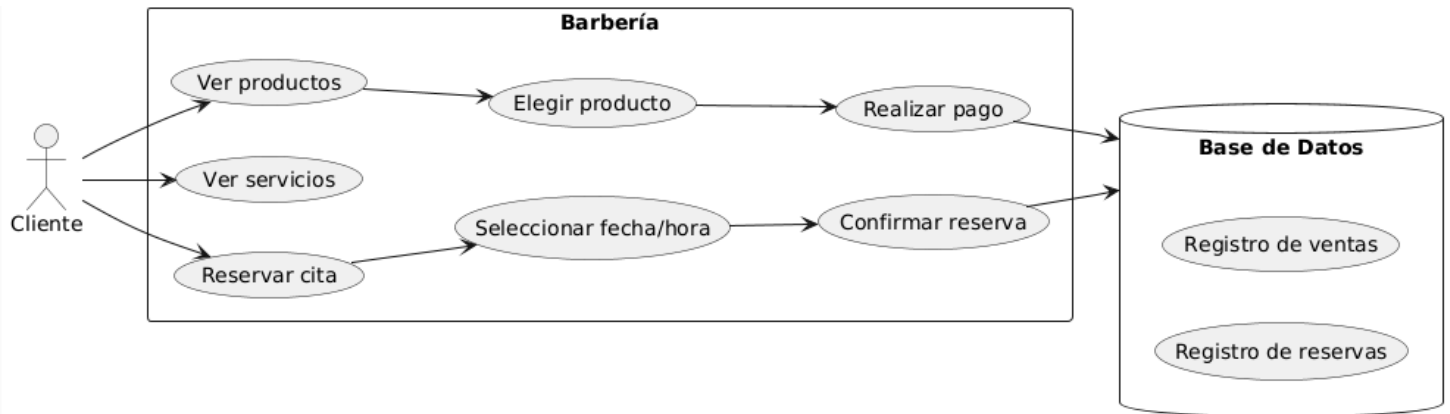 Barbería
Ver productos
Elegir producto
Realizar pago
Base de Datos
Ver servicios
Cliente
Seleccionar fecha/hora
Confirmar reserva
Registro de ventas
Reservar cita
Registro de reservas